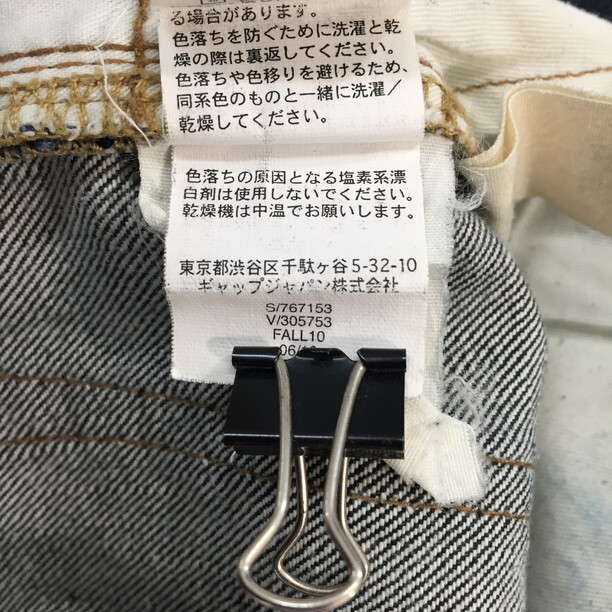 る場合があります。
色落ちを防ぐために洗濯と乾
燥の際は裏返してください。
色落ちや色移りを避けるため、
同系色のものと一緒に洗濯/
乾燥してください。
色落ちの原因となる塩素系漂
白剤は使用しないでください。
乾燥機は中温でお願いします。
東京都渋谷区千駄ヶ谷5-32-10
ギャップジャパン株式会社
S/767153
V/305753
FALL10